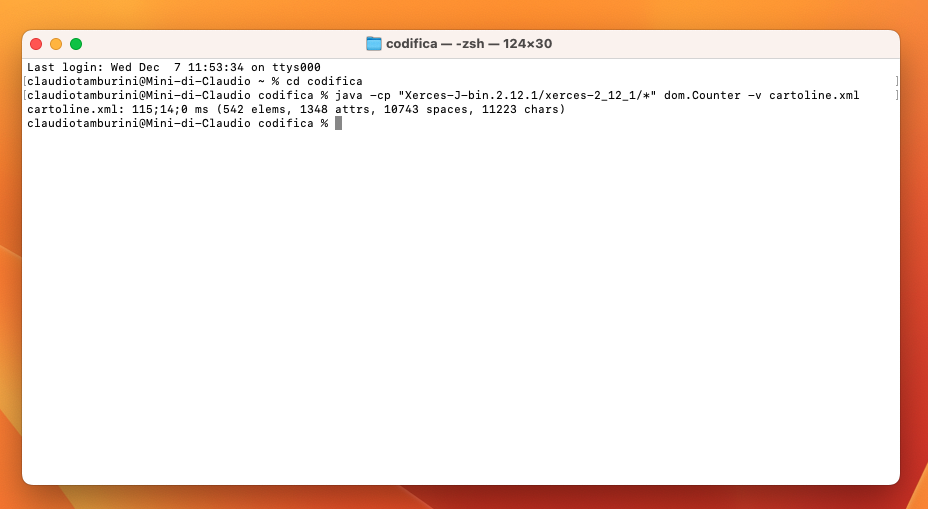 codifica — -zsh — 124×30
Last login: Wed Dec  7 11:53:34 on ttys000
[claudiotamburini@Mini-di-Claudio ~ % cd codifica ]
[claudiotamburini@Mini-di-Claudio codifica % java -cp "Xerces-J-bin.2.12.1/xerces-2_12_1/*" dom.Counter -v cartoline.xml ]
cartoline.xml: 115;14;0 ms (542 elems, 1348 attrs, 10743 spaces, 11223 chars)
claudiotamburini@Mini-di-Claudio codifica %